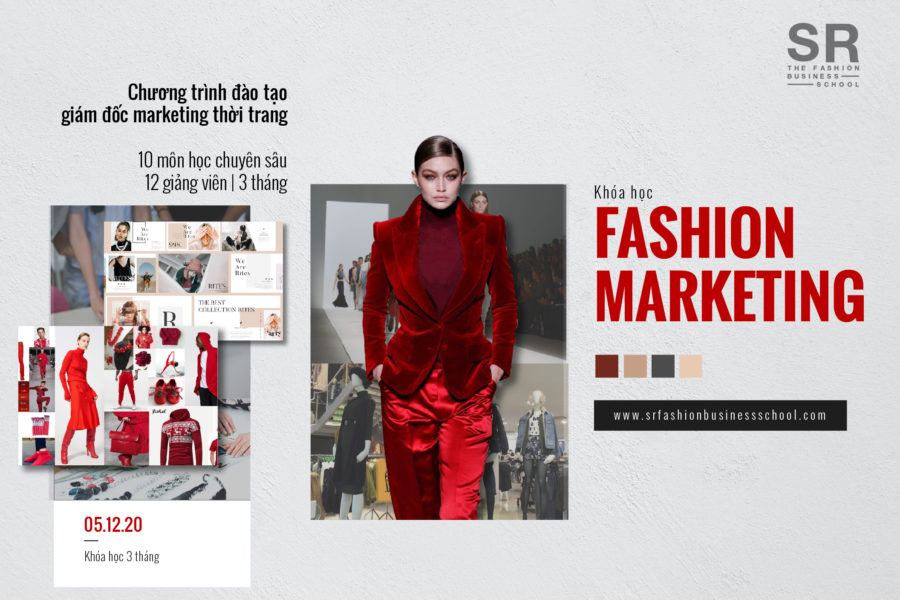 SR
THE FASHION
BUSINESS
SCHOOL
Chương trình đào tạo
giám đốc marketing thời trang
10 môn học chuyên sâu
12 giảng viên | 3 tháng
We
Are
Rites
RITES
We
Are
Rites
THE BEST
COLLECTION RITES
R
05.12.20
Khóa học 3 tháng
Khóa học
FASHION
MARKETING
www.srfashionbusinessschool.com